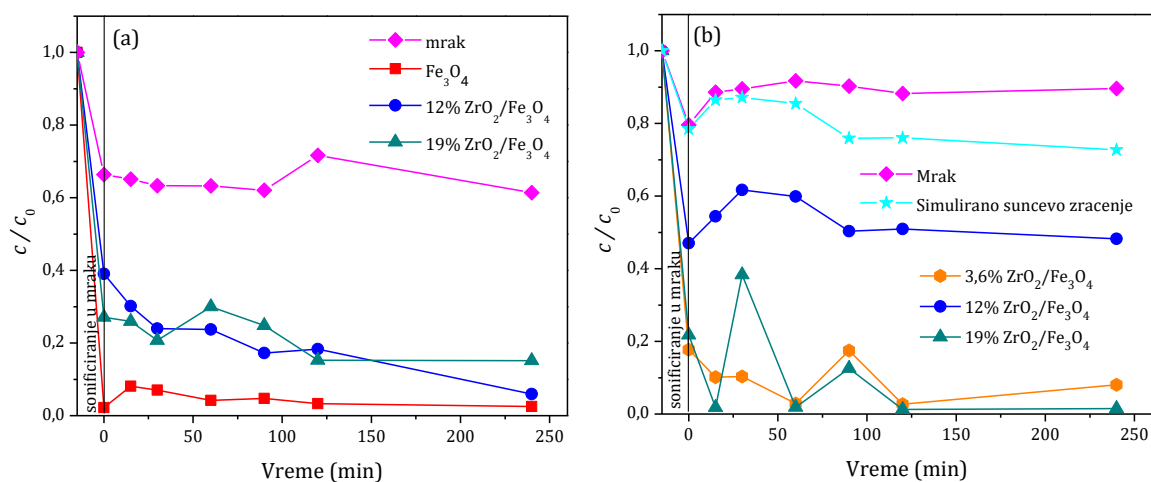 (a)
mrak
Fe₃O₄
12% ZrO₂/Fe₃O₄
19% ZrO₂/Fe₃O₄
1,0
0,8
0,6
0,4
0,2
0,0
c / c₀
sonificiranje u mraku
0 50 100 150 200 250
Vreme (min)
(b)
Mrak
Simulirano suncevo zracenje
3,6% ZrO₂/Fe₃O₄
12% ZrO₂/Fe₃O₄
19% ZrO₂/Fe₃O₄
1,0
0,8
0,6
0,4
0,2
0,0
c / c₀
sonificiranje u mraku
0 50 100 150 200 250
Vreme (min)